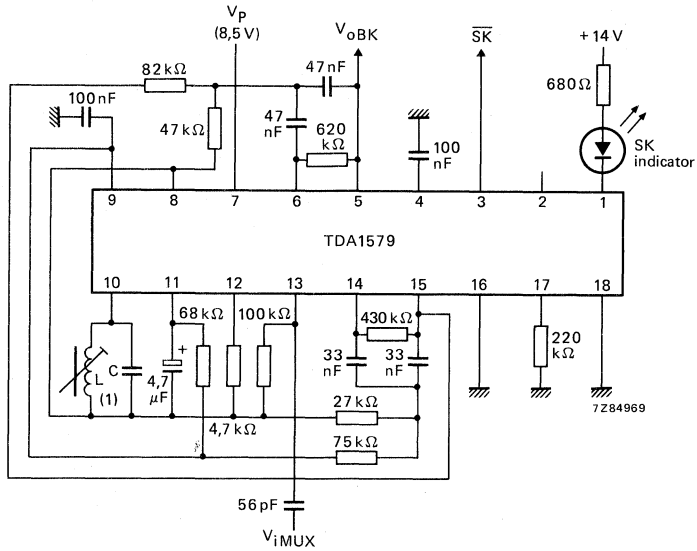 VP
(8,5 V)
VoBK
SK
+14 V
82 kΩ
47 nF
680 Ω
100 nF
47 kΩ
47
nF
620
kΩ
100
nF
SK
indicator
9 8 7 6 5 4 3 2 1
TDA1579
10 11 12 13 14 15 16 17 18
68 kΩ
100 kΩ
430 kΩ
L
(1)
C
+
4,7
μF
33
nF
33
nF
220
kΩ
7Z84969
4,7 kΩ
27 kΩ
75 kΩ
56 pF
ViMUX